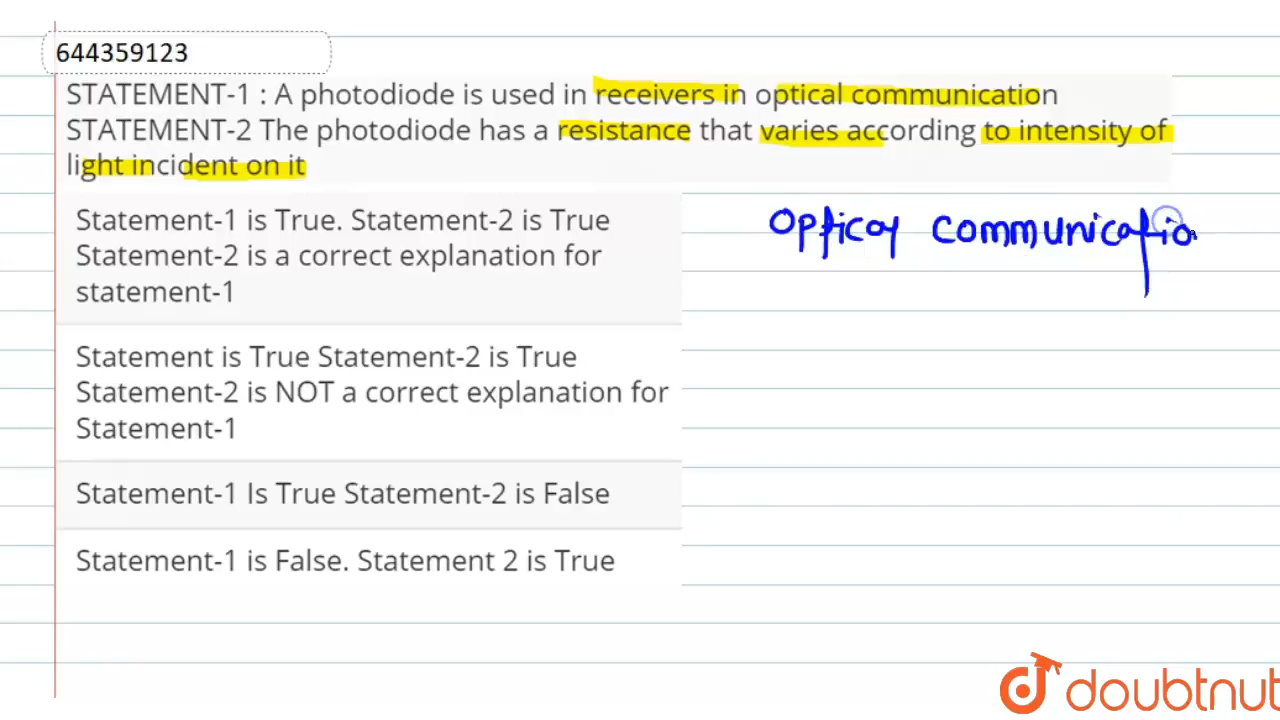 644359123
STATEMENT-1 : A photodiode is used in receivers in optical communication
STATEMENT-2 The photodiode has a resistance that varies according to intensity of
light incident on it
Statement-1 is True. Statement-2 is True
Statement-2 is a correct explanation for
statement-1
Statement is True Statement-2 is True
Statement-2 is NOT a correct explanation for
Statement-1
Statement-1 Is True Statement-2 is False
Statement-1 is False. Statement 2 is True
Optical Communicatio
doubtnut